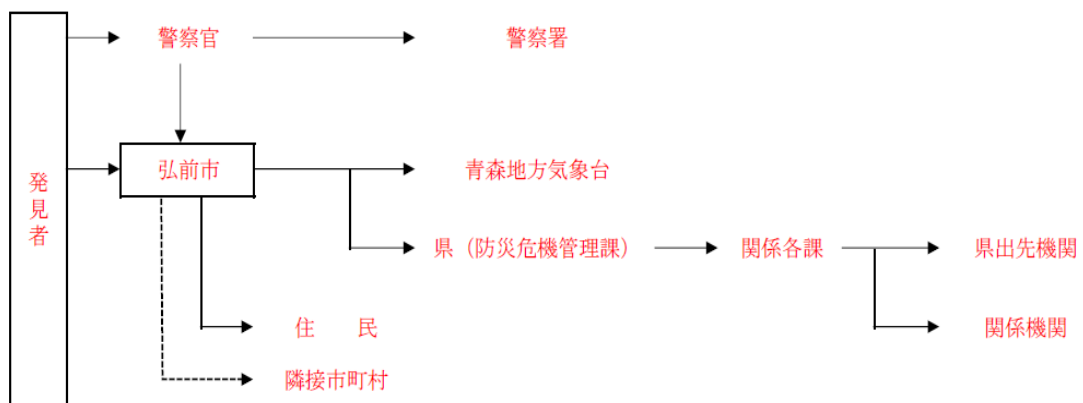 警察官
警察署
発見者
弘前市
青森地方気象台
県（防災危機管理課）
関係各課
県出先機関
住　　民
関係機関
隣接市町村